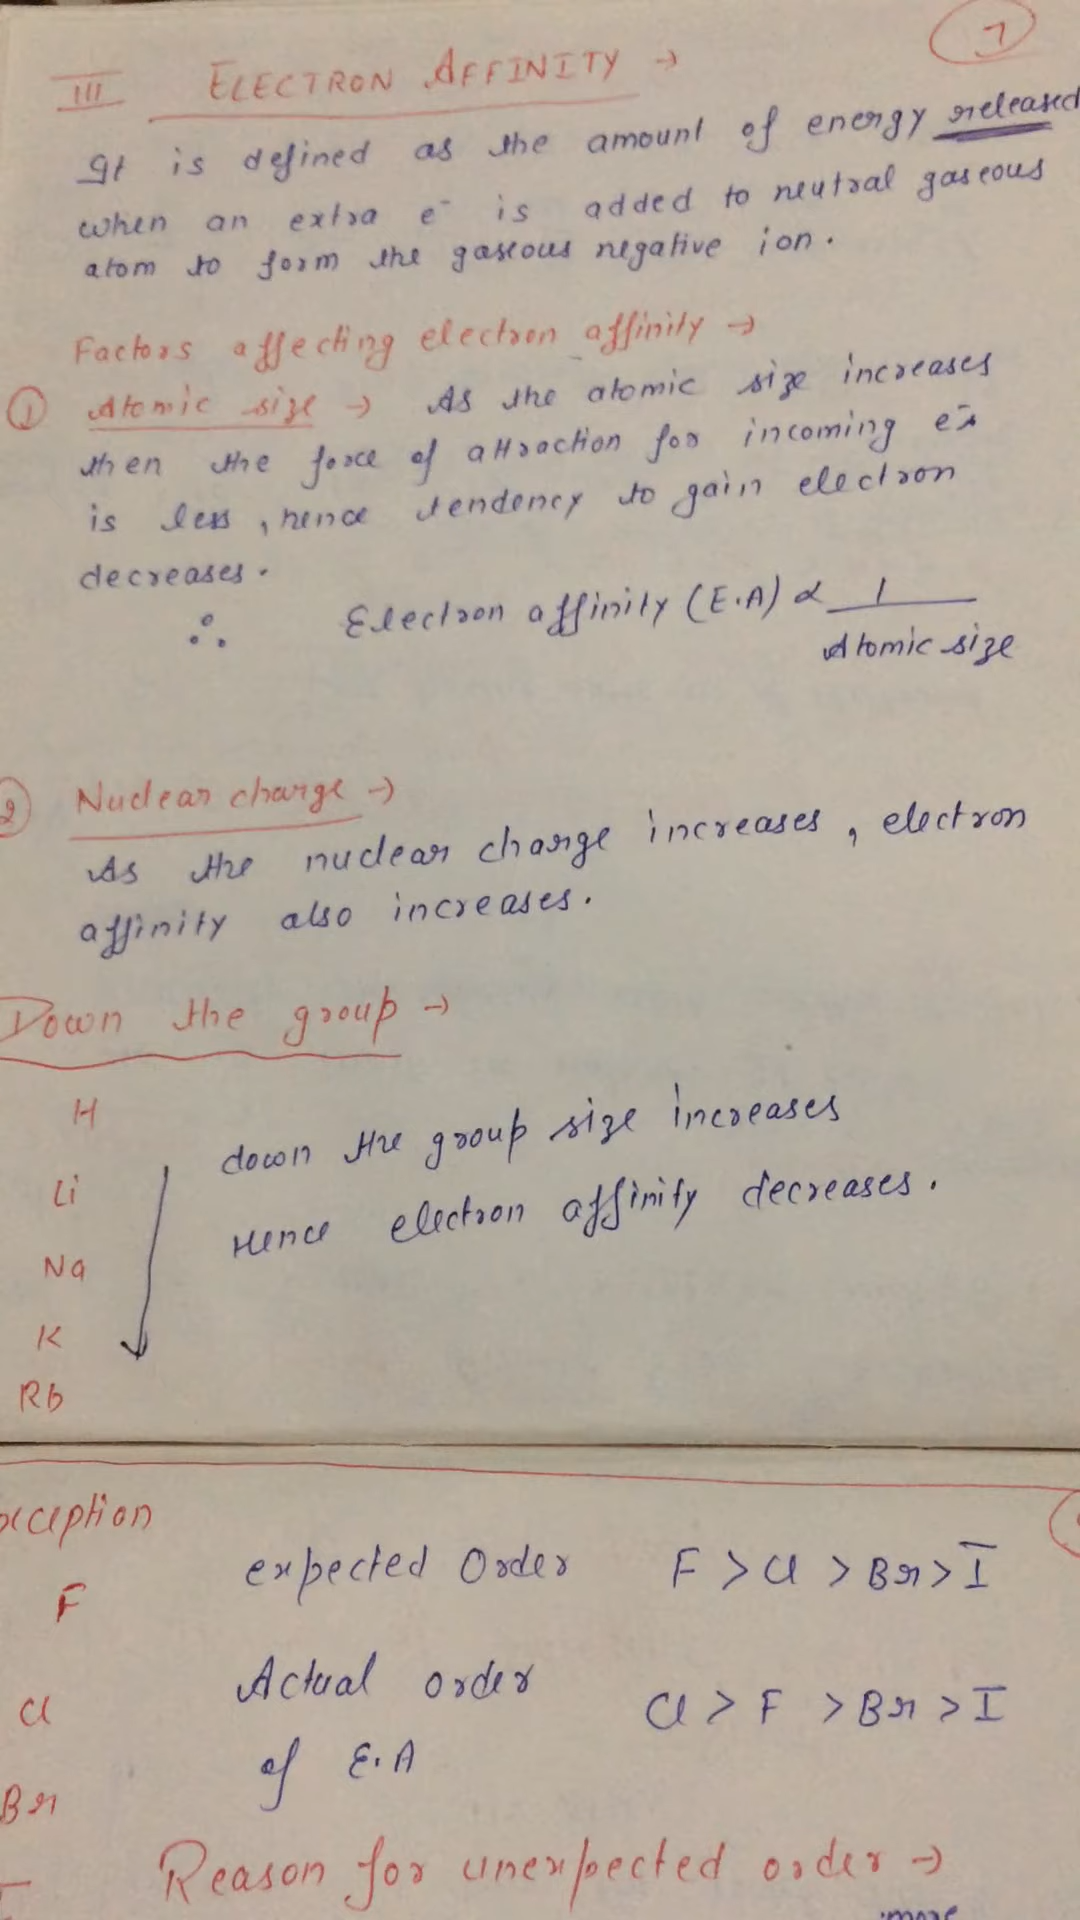 7
III ELECTRON AFFINITY →
It is defined as the amount of energy released
when an extra e⁻ is added to neutral gaseous
atom to form the gaseous negative ion.
Factors affecting electron affinity →
① Atomic size → As the atomic size increases
then the force of attraction for incoming e⁻s
is less, hence tendency to gain electron
decreases.
∴ Electron affinity (E.A) ∝ 1
Atomic size
② Nuclear charge →
As the nuclear charge increases, electron
affinity also increases.
Down the group →
H
down the group size increases
Li
Hence electron affinity decreases.
Na
K
Rb
xception
expected Order F > Cl > Br > I
F
Actual order Cl > F > Br > I
Cl
of E.A
Br
I
Reason for unexpected order →
more